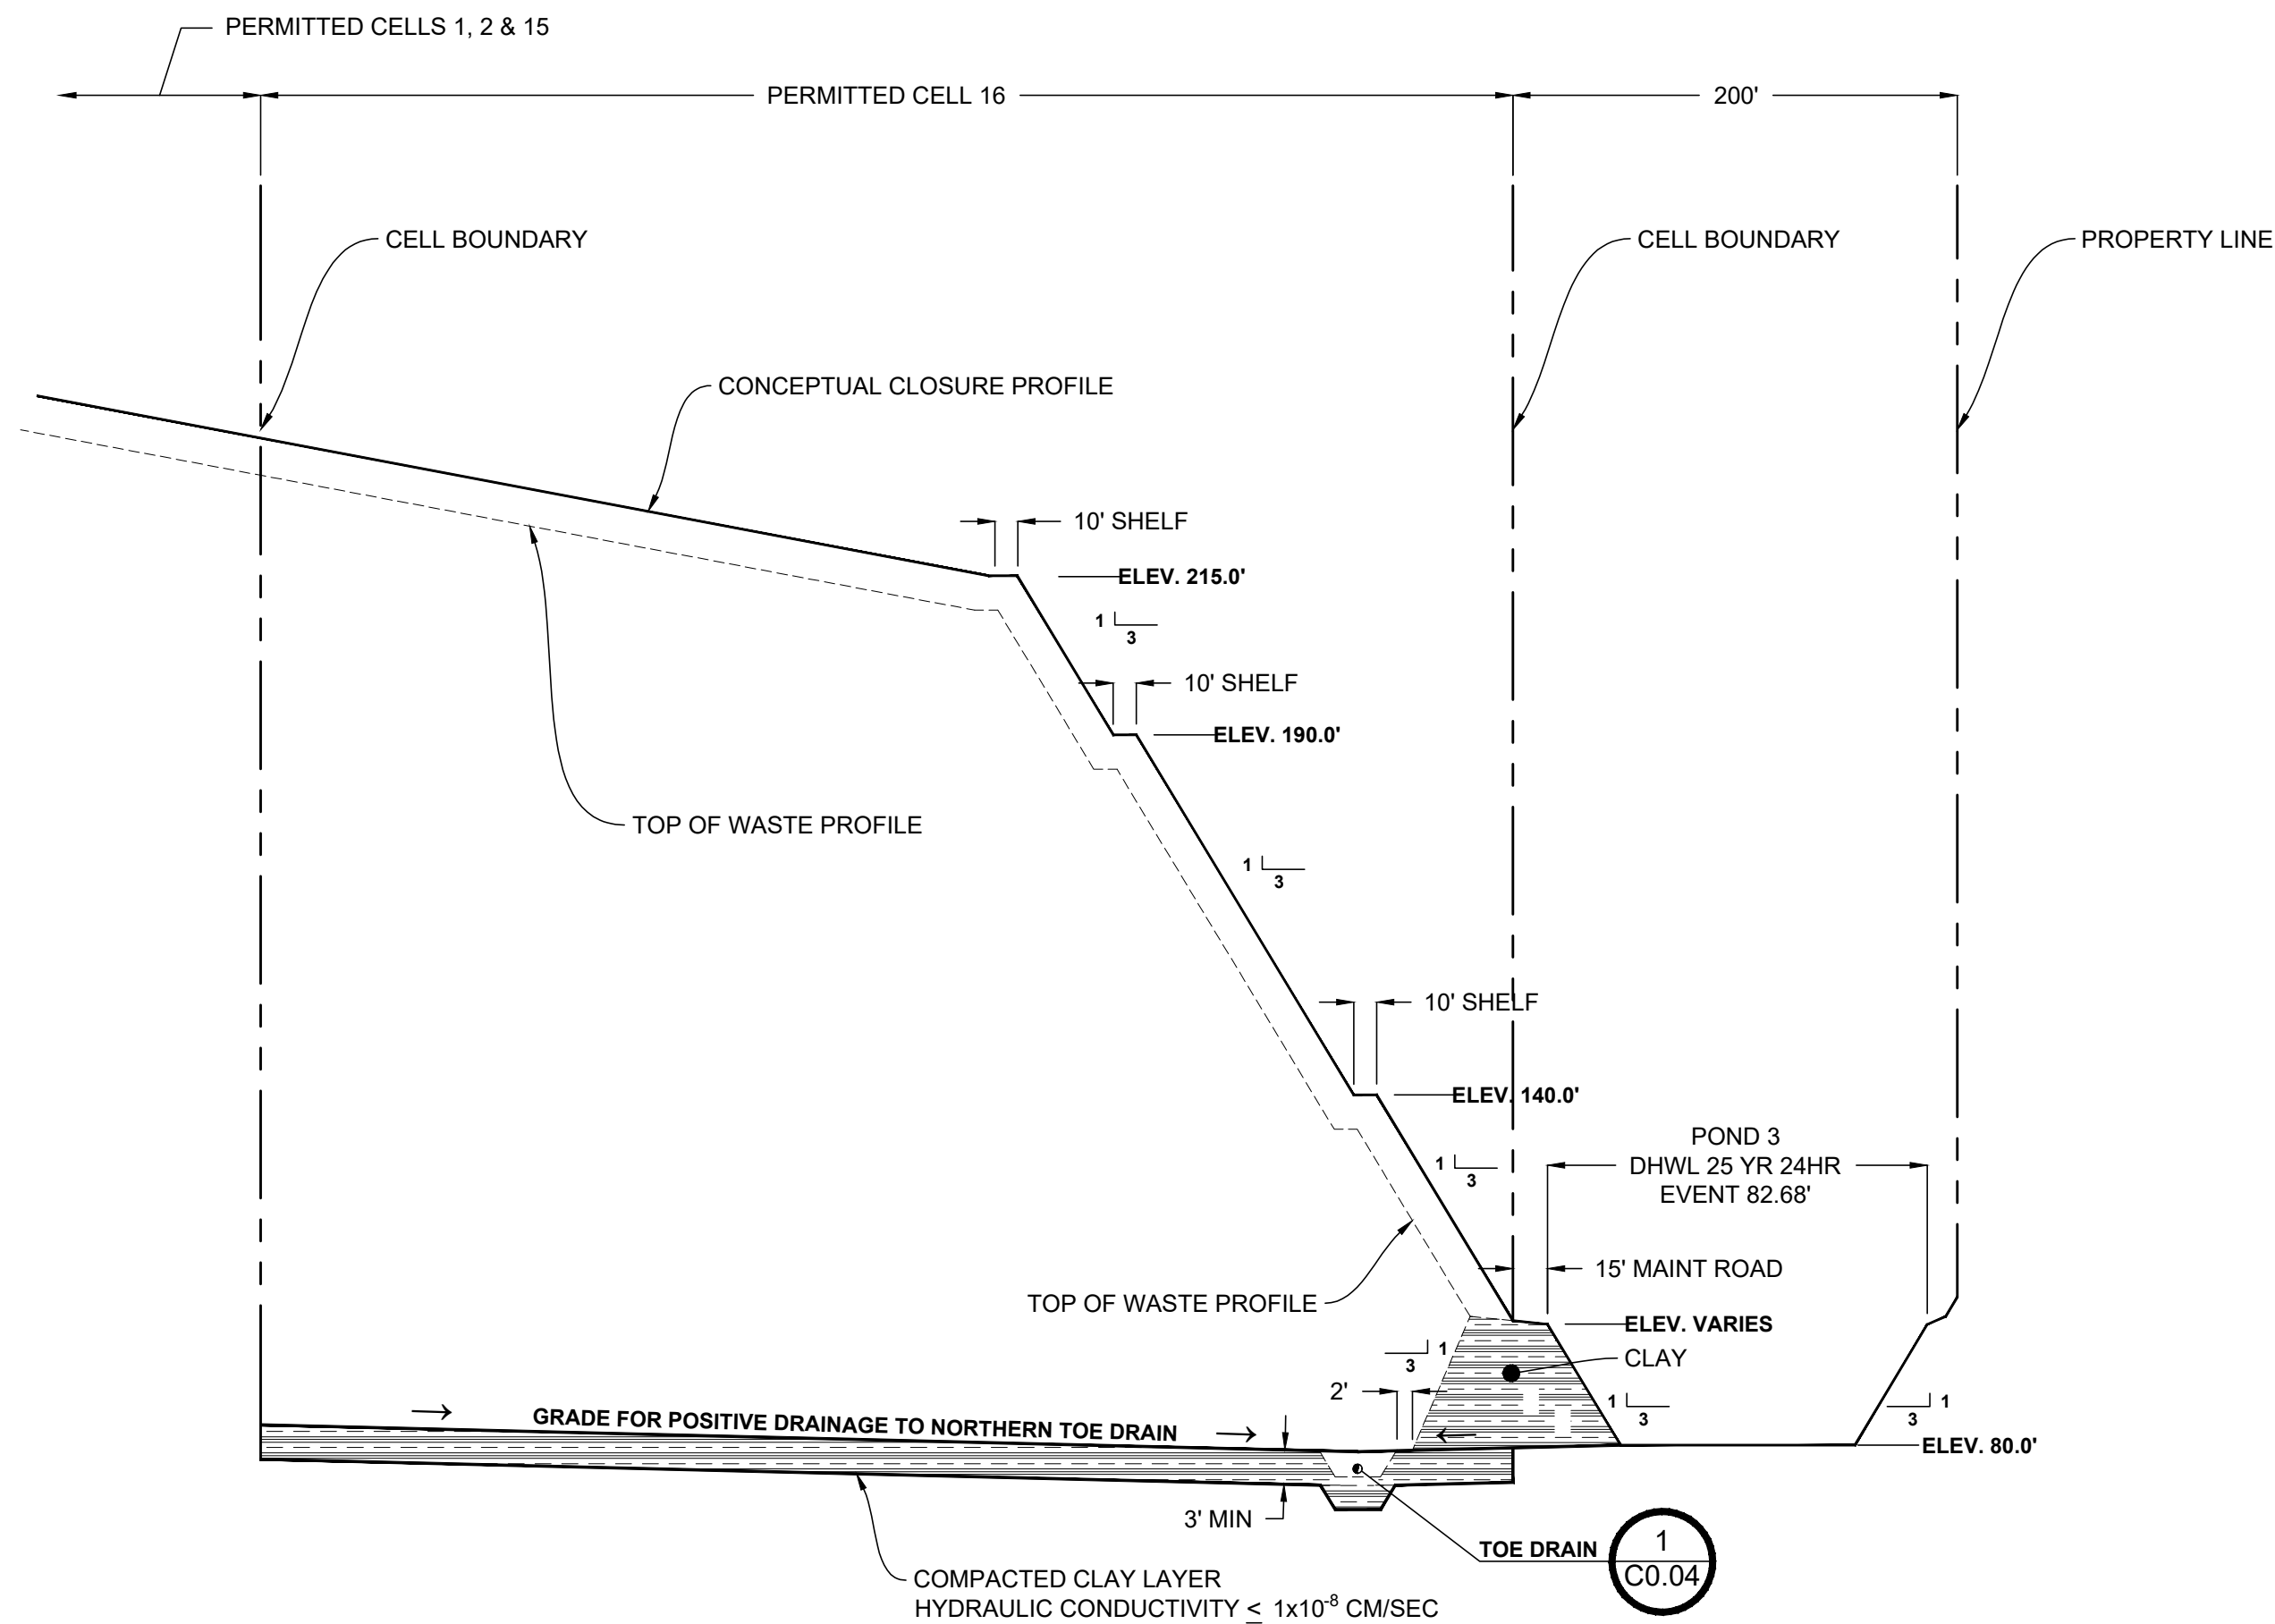 PERMITTED CELLS 1, 2 & 15
PERMITTED CELL 16
200'
CELL BOUNDARY
CELL BOUNDARY
PROPERTY LINE
CONCEPTUAL CLOSURE PROFILE
10' SHELF
ELEV. 215.0'
1
3
10' SHELF
ELEV. 190.0'
TOP OF WASTE PROFILE
1
3
10' SHELF
ELEV. 140.0'
POND 3
DHWL 25 YR 24HR
EVENT 82.68'
1
3
15' MAINT ROAD
TOP OF WASTE PROFILE
ELEV. VARIES
CLAY
1
3
2'
1
3
1
3
GRADE FOR POSITIVE DRAINAGE TO NORTHERN TOE DRAIN
ELEV. 80.0'
3' MIN
TOE DRAIN
1
C0.04
COMPACTED CLAY LAYER
HYDRAULIC CONDUCTIVITY ≤ 1x10⁻⁸ CM/SEC